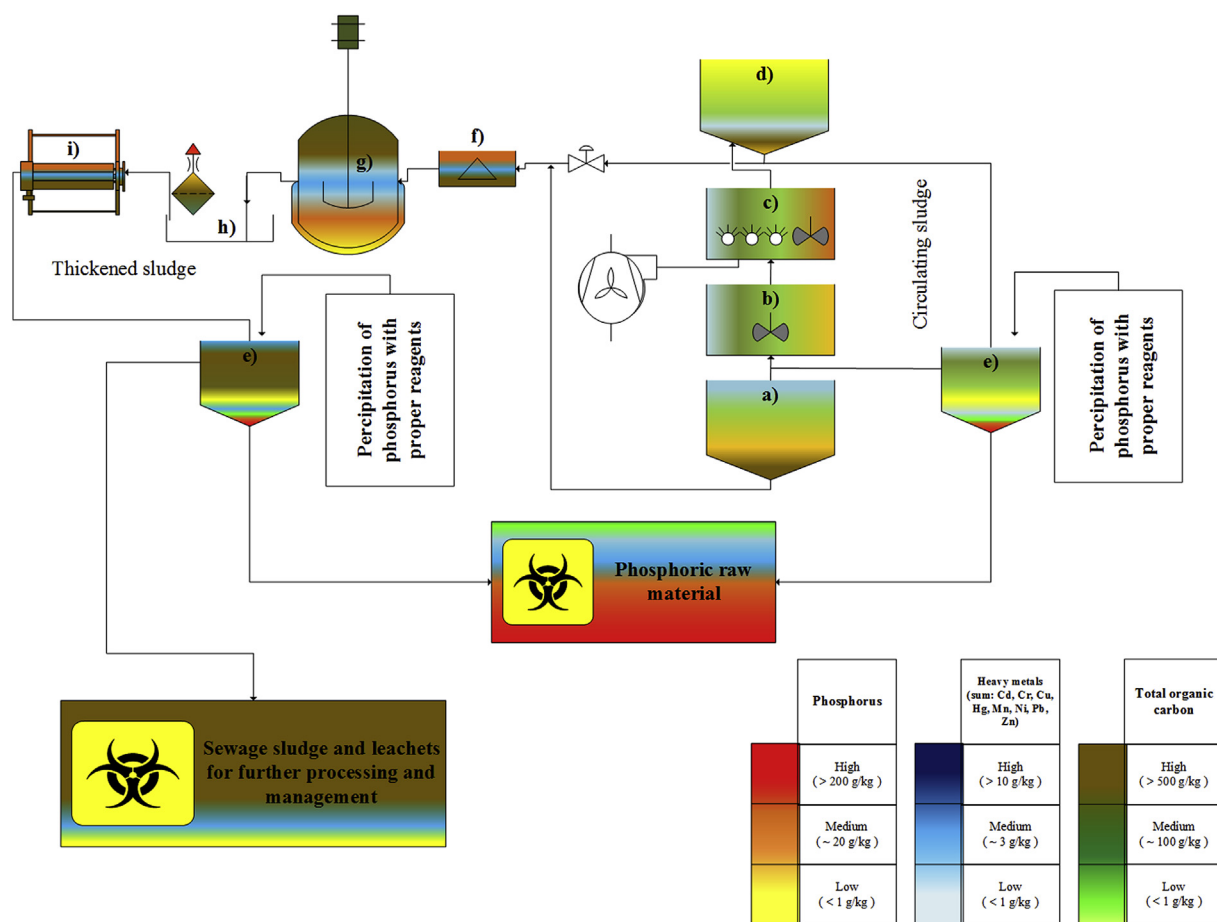 d)
i)
f)
g)
c)
h)
Thickened sludge
Circulating sludge
b)
e)
Percipitation of
phosphorus with
proper reagents
a)
e)
Percipitation of
phosphorus with
proper reagents
Phosphoric raw
material
Sewage sludge and leachets
for further processing and
management
Phosphorus
High
( > 200 g/kg )
Medium
( ~ 20 g/kg )
Low
( < 1 g/kg )
Heavy metals
(sum: Cd, Cr, Cu,
Hg, Mn, Ni, Pb,
Zn)
High
( > 10 g/kg )
Medium
( ~ 3 g/kg )
Low
( < 1 g/kg )
Total organic
carbon
High
( > 500 g/kg )
Medium
( ~ 100 g/kg )
Low
( < 1 g/kg )